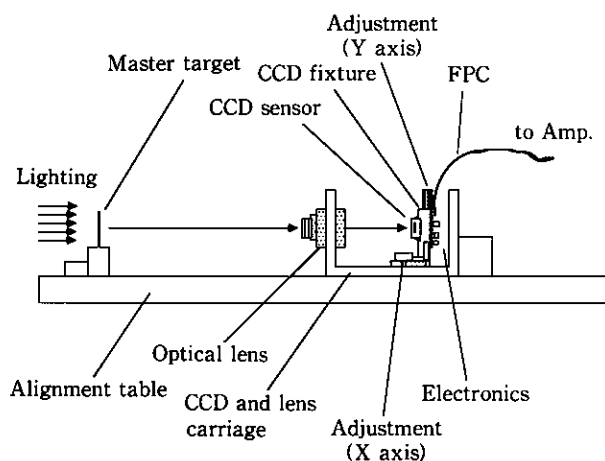 Adjustment
(Y axis)
Master target
CCD fixture
FPC
CCD sensor
to Amp.
Lighting
Optical lens
Alignment table
CCD and lens
carriage
Electronics
Adjustment
(X axis)